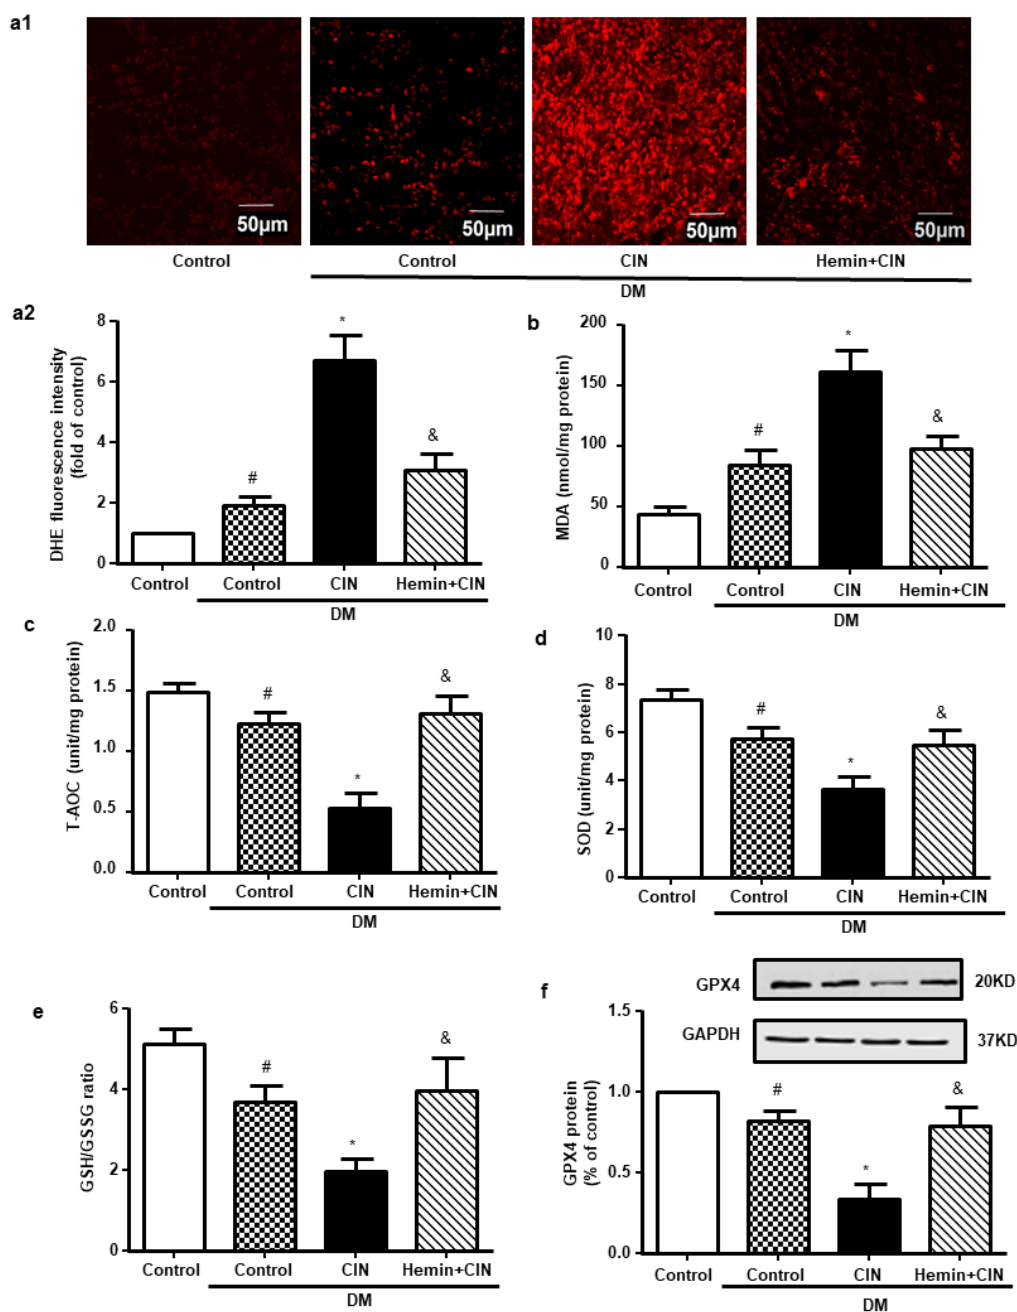 a1
50µm 50µm 50µm 50µm
Control Control CIN Hemin+CIN
DM
a2
DHE fluorescence intensity
(fold of control)
8
6
4
2
0
#
*
&
Control Control CIN Hemin+CIN
DM
b
MDA (nmol/mg protein)
200
150
100
50
0
#
*
&
Control Control CIN Hemin+CIN
DM
c
T-AOC (unit/mg protein)
2.0
1.5
1.0
0.5
0.0
#
*
&
Control Control CIN Hemin+CIN
DM
d
SOD (unit/mg protein)
10
8
6
4
2
0
#
*
&
Control Control CIN Hemin+CIN
DM
e
GSH/GSSG ratio
6
4
2
0
#
*
&
Control Control CIN Hemin+CIN
DM
f
GPX4 20KD
GAPDH 37KD
GPX4 protein
(% of control)
1.5
1.0
0.5
0.0
#
*
&
Control Control CIN Hemin+CIN
DM